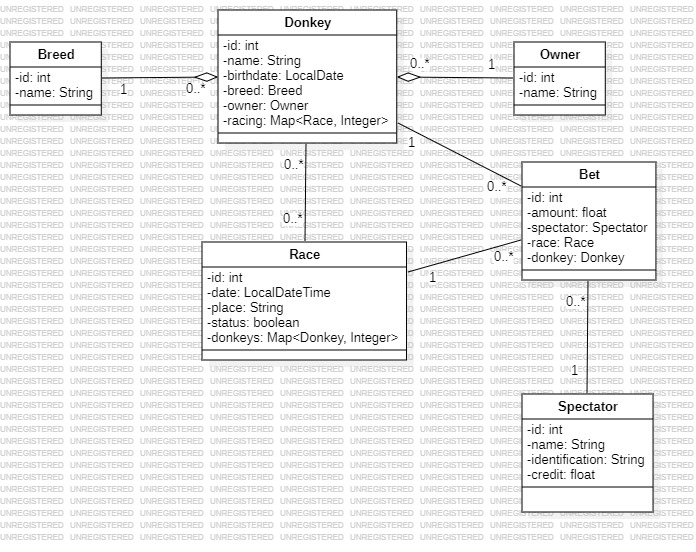 Donkey
-id: int
-name: String
-birthdate: LocalDate
-breed: Breed
-owner: Owner
-racing: Map<Race, Integer>
Breed
-id: int
-name: String
1
0..*
Owner
-id: int
-name: String
0..*
1
1
0..*
0..*
0..*
Bet
-id: int
-amount: float
-spectator: Spectator
-race: Race
-donkey: Donkey
Race
-id: int
-date: LocalDateTime
-place: String
-status: boolean
-donkeys: Map<Donkey, Integer>
0..*
1
0..*
1
Spectator
-id: int
-name: String
-identification: String
-credit: float
UNREGISTERED